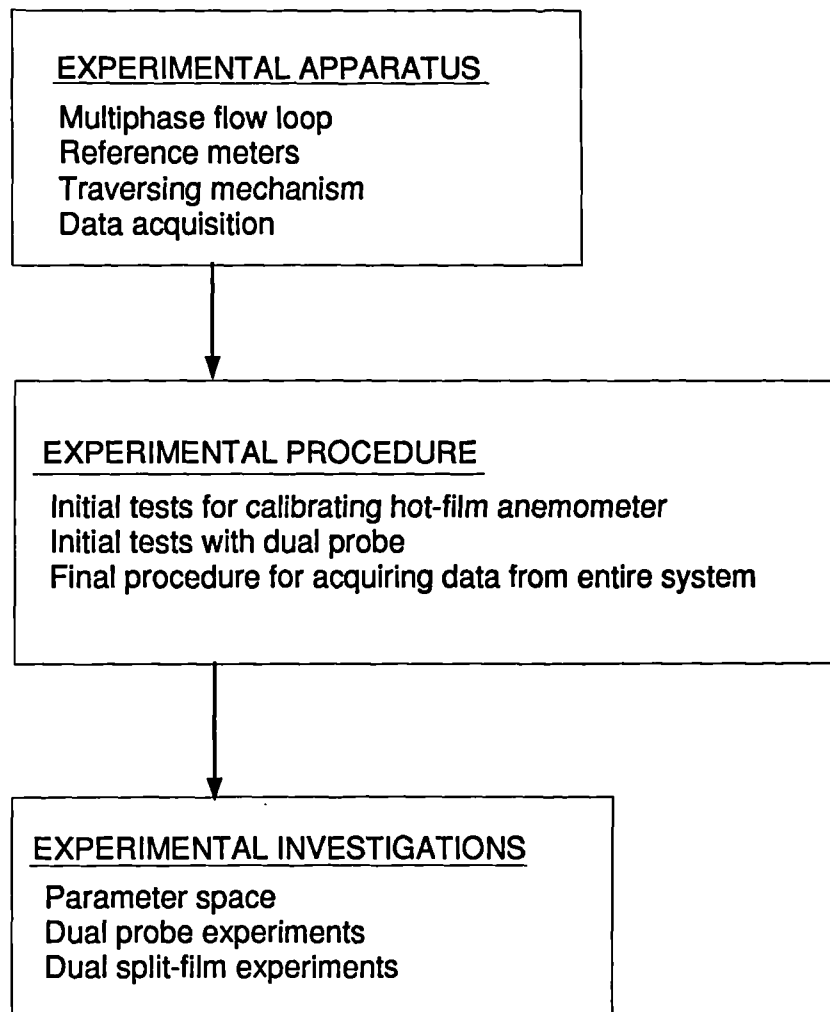 EXPERIMENTAL APPARATUS
Multiphase flow loop
Reference meters
Traversing mechanism
Data acquisition
EXPERIMENTAL PROCEDURE
Initial tests for calibrating hot-film anemometer
Initial tests with dual probe
Final procedure for acquiring data from entire system
EXPERIMENTAL INVESTIGATIONS
Parameter space
Dual probe experiments
Dual split-film experiments